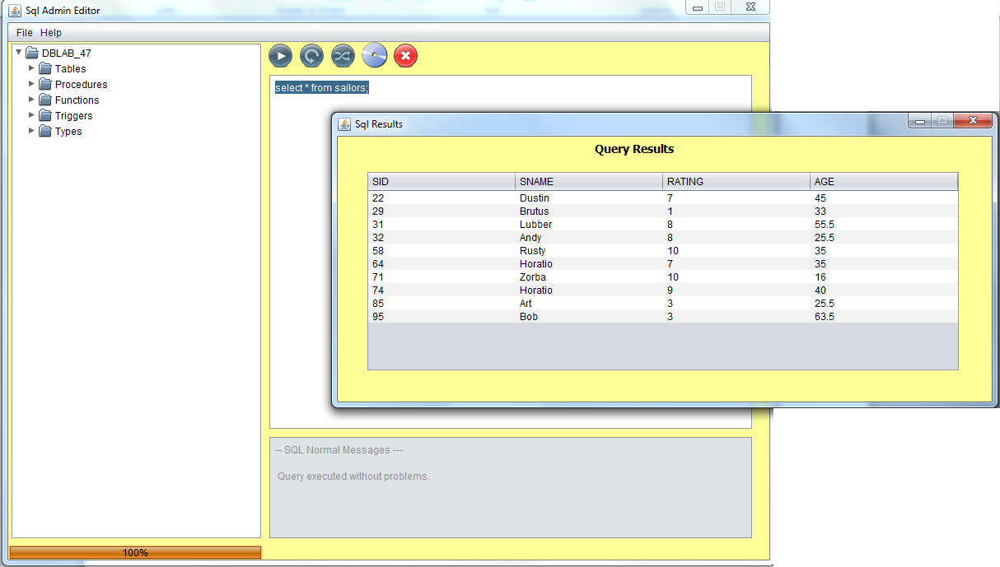 Sql Admin Editor
File Help
DBLAB_47
Tables
Procedures
Functions
Triggers
Types
select * from sailors;
Sql Results
Query Results
SID SNAME RATING AGE
22 Dustin 7 45
29 Brutus 1 33
31 Lubber 8 55.5
32 Andy 8 25.5
58 Rusty 10 35
64 Horatio 7 35
71 Zorba 10 16
74 Horatio 9 40
85 Art 3 25.5
95 Bob 3 63.5
-- SQL Normal Messages ---
Query executed without problems.
100%